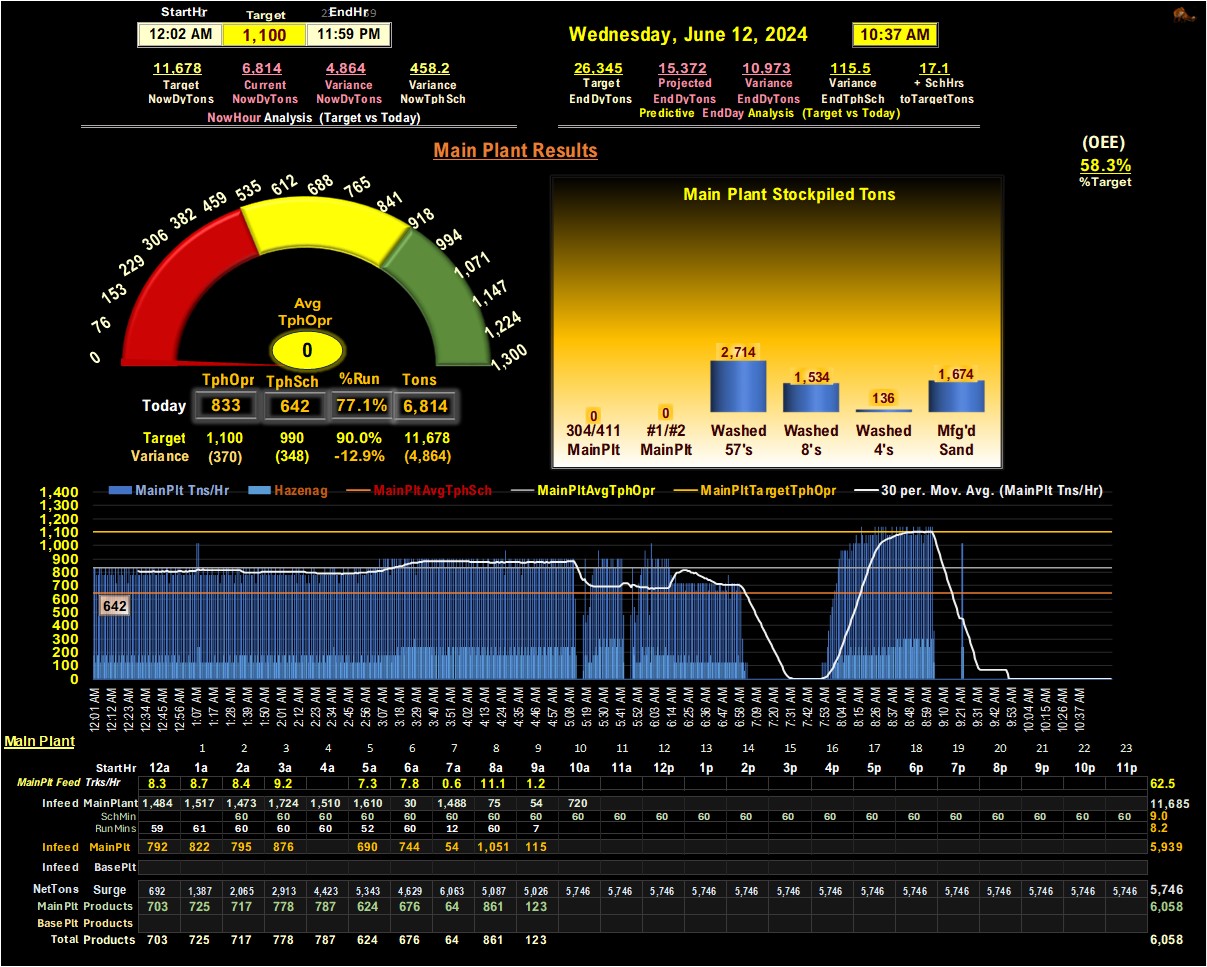 StartHr Target EndHr
12:02 AM 1,100 11:59 PM
Wednesday, June 12, 2024 10:37 AM
11,678 6,814 4,864 458.2
Target Current Variance Variance
NowDyTons NowDyTons NowDyTons NowTphSch
NowHour Analysis (Target vs Today)
26,345 15,372 10,973 115.5 17.1
Target Projected Variance Variance + SchHrs
EndDyTons EndDyTons EndDyTons EndTphSch toTargetTons
Predictive EndDay Analysis (Target vs Today)
Main Plant Results
(OEE)
58.3%
%Target
0 76 153 229 306 382 459 535 612 688 765 841 918 994 1,071 1,147 1,224 1,300
Avg
TphOpr
0
TphOpr TphSch %Run Tons
Today 833 642 77.1% 6,814
Target 1,100 990 90.0% 11,678
Variance (370) (348) -12.9% (4,864)
Main Plant Stockpiled Tons
0 0 2,714 1,534 136 1,674
304/411 #1/#2 Washed Washed Washed Mfg'd
MainPlt MainPlt 57's 8's 4's Sand
MainPlt Tns/Hr Hazenag MainPltAvgTphSch MainPltAvgTphOpr MainPltTargetTphOpr 30 per. Mov. Avg. (MainPlt Tns/Hr)
1,400
1,300
1,200
1,100
1,000
900
800
700
600
500
400
300
200
100
0
642
12:01 AM 12:12 AM 12:23 AM 12:34 AM 12:45 AM 12:56 AM 1:07 AM 1:17 AM 1:28 AM 1:39 AM 1:50 AM 2:01 AM 2:12 AM 2:23 AM 2:34 AM 2:45 AM 2:56 AM 3:07 AM 3:18 AM 3:29 AM 3:40 AM 3:51 AM 4:02 AM 4:13 AM 4:24 AM 4:35 AM 4:46 AM 4:57 AM 5:08 AM 5:19 AM 5:30 AM 5:41 AM 5:52 AM 6:03 AM 6:14 AM 6:25 AM 6:36 AM 6:47 AM 6:58 AM 7:09 AM 7:20 AM 7:31 AM 7:42 AM 7:53 AM 8:04 AM 8:15 AM 8:26 AM 8:37 AM 8:48 AM 8:59 AM 9:10 AM 9:21 AM 9:31 AM 9:42 AM 9:53 AM 10:04 AM 10:15 AM 10:26 AM 10:37 AM
Main Plant
1 2 3 4 5 6 7 8 9 10 11 12 13 14 15 16 17 18 19 20 21 22 23
StartHr 12a 1a 2a 3a 4a 5a 6a 7a 8a 9a 10a 11a 12p 1p 2p 3p 4p 5p 6p 7p 8p 9p 10p 11p
MainPlt Feed Trks/Hr 8.3 8.7 8.4 9.2 7.3 7.8 0.6 11.1 1.2 62.5
Infeed MainPlant 1,484 1,517 1,473 1,724 1,510 1,610 30 1,488 75 54 720 11,685
SchMin 60 60 60 60 60 60 60 60 60 60 60 60 60 60 60 60 60 60 60 60 60 60 9.0
RunMins 59 61 60 60 60 52 60 12 60 7 8.2
Infeed MainPlt 792 822 795 876 690 744 54 1,051 115 5,939
Infeed BasePlt
NetTons Surge 692 1,387 2,065 2,913 4,423 5,343 4,629 6,063 5,087 5,026 5,746 5,746 5,746 5,746 5,746 5,746 5,746 5,746 5,746 5,746 5,746 5,746 5,746 5,746 5,746
MainPlt Products 703 725 717 778 787 624 676 64 861 123 6,058
BasePlt Products
Total Products 703 725 717 778 787 624 676 64 861 123 6,058